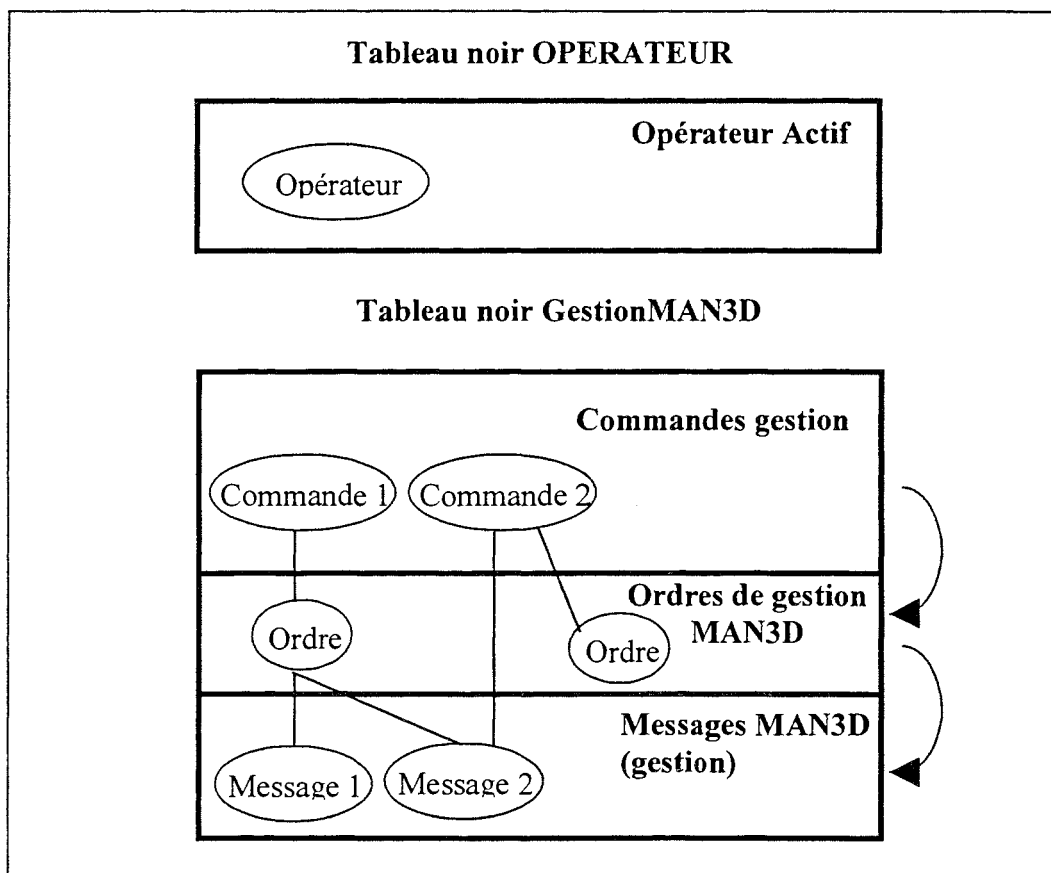 Tableau noir OPERATEUR
Opérateur Actif
Opérateur
Tableau noir GestionMAN3D
Commandes gestion
Commande 1
Commande 2
Ordres de gestion
MAN3D
Ordre
Ordre
Messages MAN3D
(gestion)
Message 1
Message 2